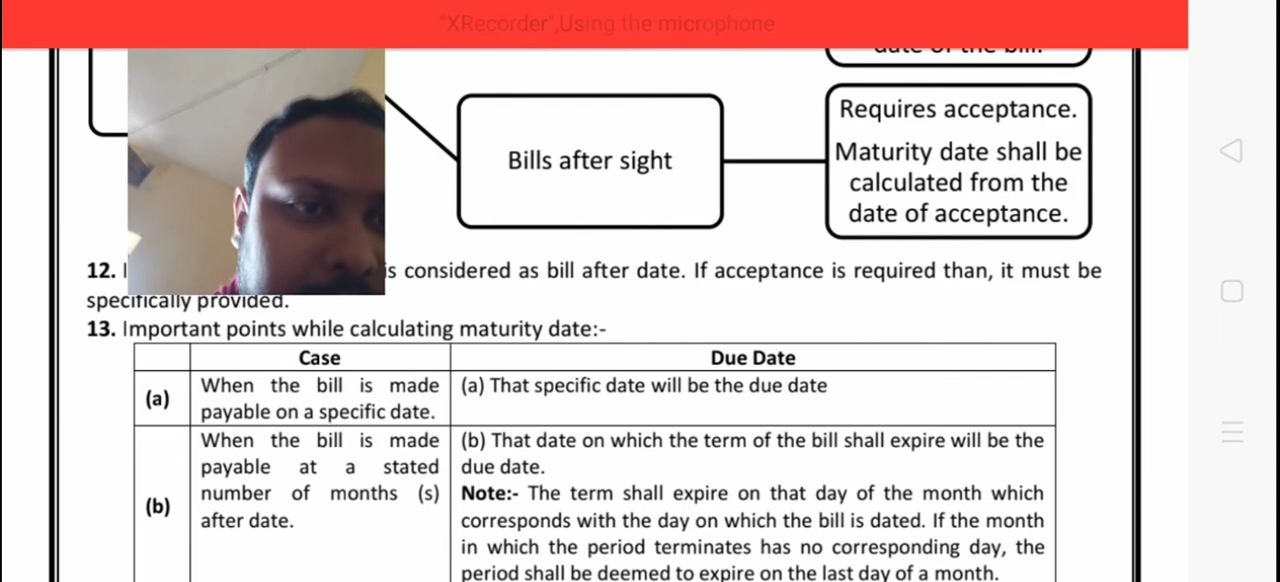 "XRecorder",Using the microphone
date of the bill.
Requires acceptance.
Bills after sight
Maturity date shall be
calculated from the
date of acceptance.
12. I
is considered as bill after date. If acceptance is required than, it must be
specifically provided.
13. Important points while calculating maturity date:-
Case Due Date
(a) When the bill is made payable on a specific date.
(a) That specific date will be the due date
(b) When the bill is made
payable at a stated
number of months (s)
after date.
(b) That date on which the term of the bill shall expire will be the
due date.
Note:- The term shall expire on that day of the month which
corresponds with the day on which the bill is dated. If the month
in which the period terminates has no corresponding day, the
period shall be deemed to expire on the last day of a month.